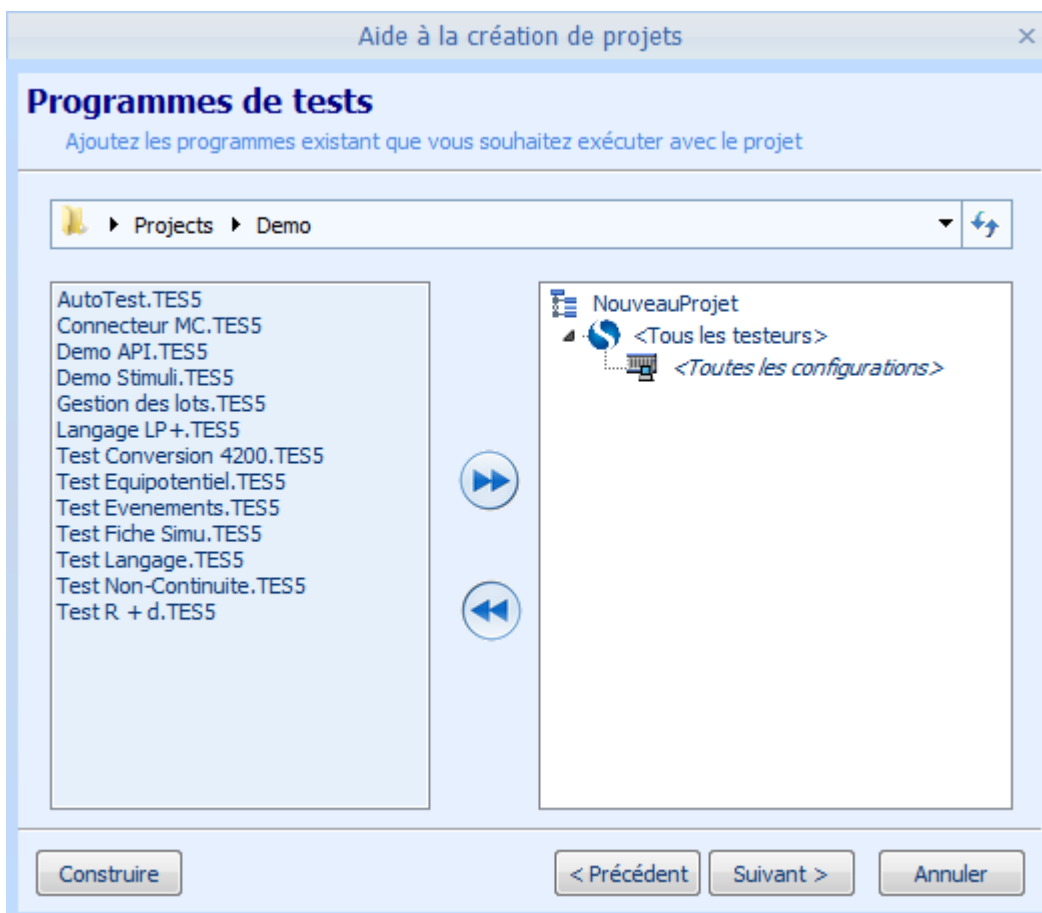 Aide à la création de projets
Programmes de tests
Ajoutez les programmes existant que vous souhaitez exécuter avec le projet
Projects Demo
AutoTest.TES5
Connecteur MC.TES5
Demo API.TES5
Demo Stimuli.TES5
Gestion des lots.TES5
Langage LP+.TES5
Test Conversion 4200.TES5
Test Equipotentiel.TES5
Test Evenements.TES5
Test Fiche Simu.TES5
Test Langage.TES5
Test Non-Continuite.TES5
Test R + d.TES5
NouveauProjet
<Tous les testeurs>
<Toutes les configurations>
Construire
< Précédent
Suivant >
Annuler